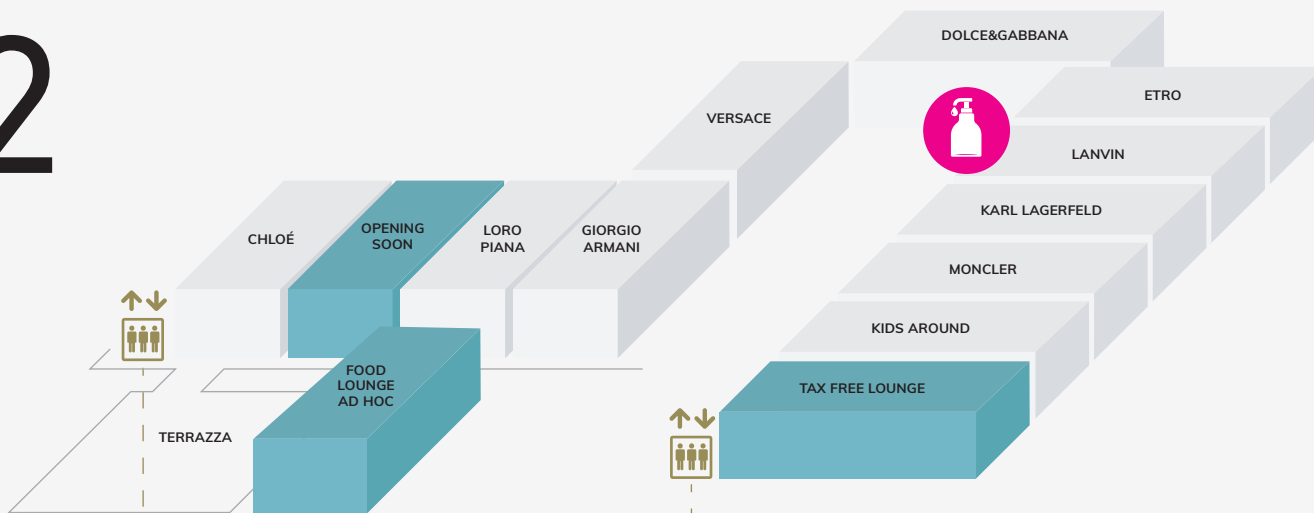 2
DOLCE&GABBANA
ETRO
VERSACE
LANVIN
KARL LAGERFELD
CHLOÉ
OPENING
SOON
LORO
PIANA
GIORGIO
ARMANI
MONCLER
KIDS AROUND
FOOD
LOUNGE
AD HOC
TAX FREE LOUNGE
TERRAZZA